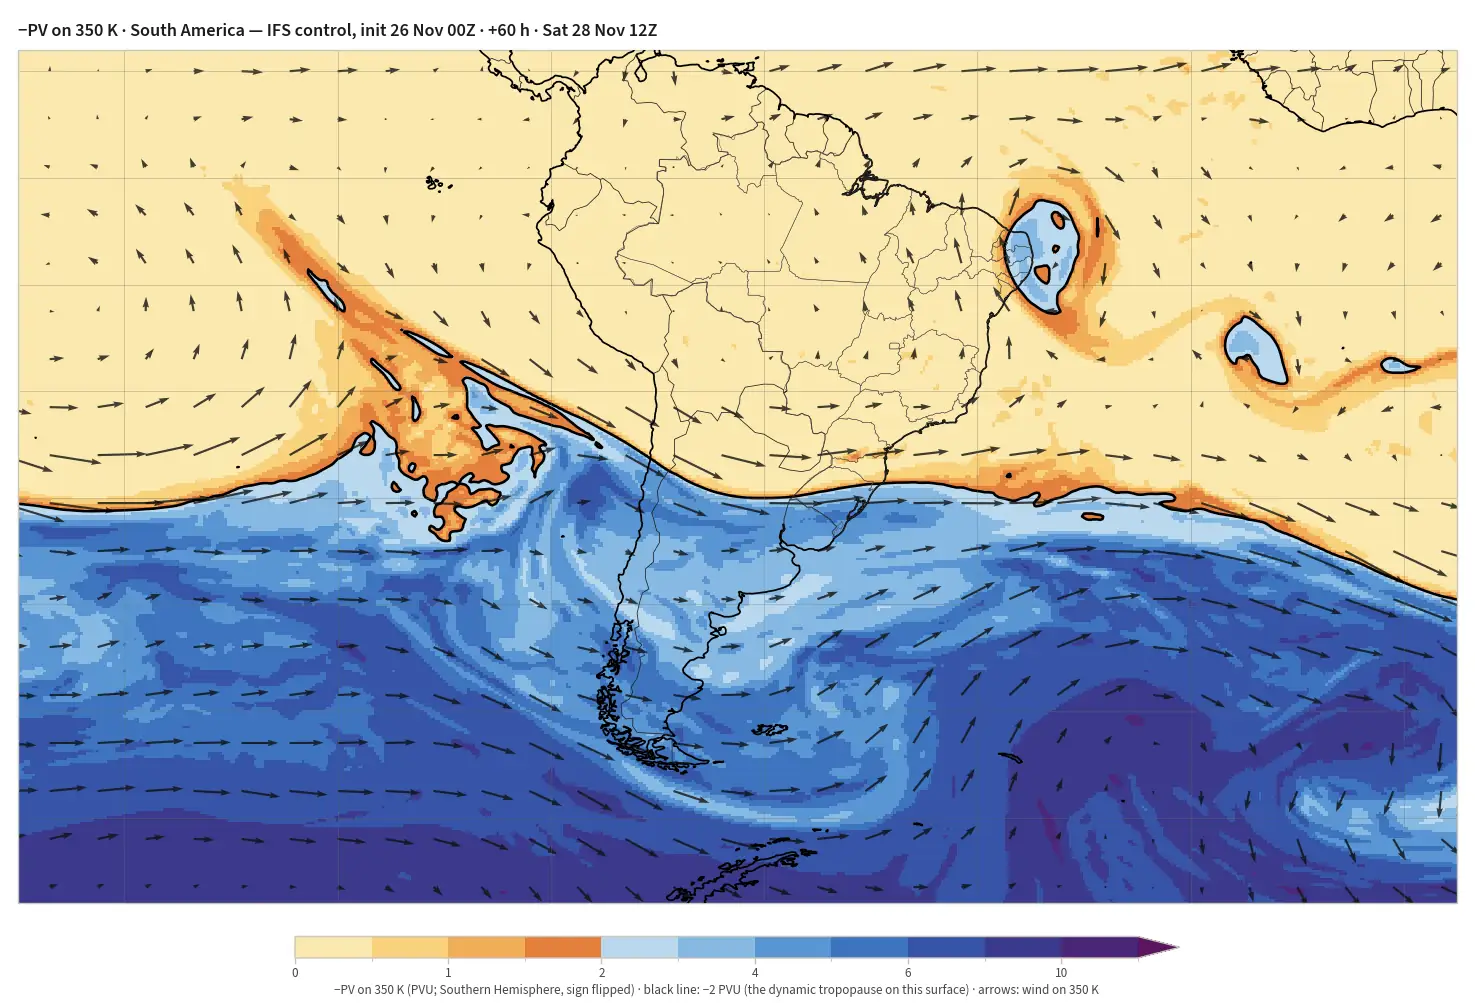 −PV on 350 K · South America — IFS control, init 26 Nov 00Z · +60 h · Sat 28 Nov 12Z
0 1 2 4 6 10
−PV on 350 K (PVU; Southern Hemisphere, sign flipped) · black line: −2 PVU (the dynamic tropopause on this surface) · arrows: wind on 350 K